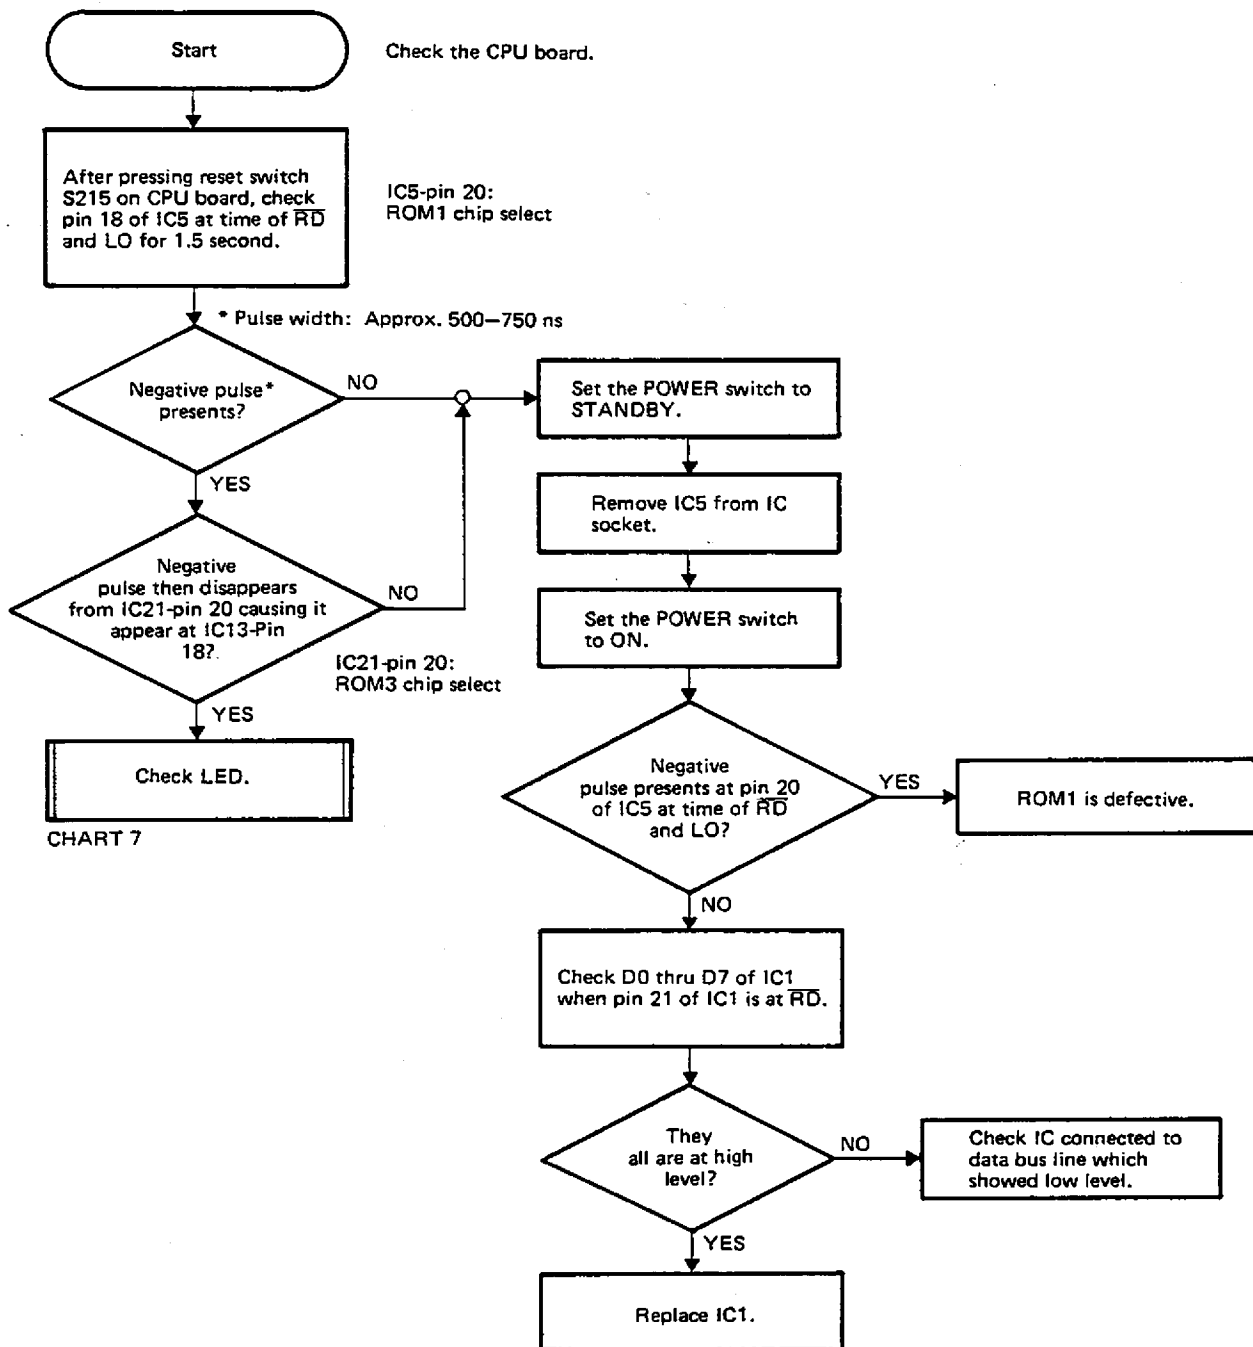 Start
Check the CPU board.
After pressing reset switch
S215 on CPU board, check
pin 18 of IC5 at time of R̅D̅
and LO for 1.5 second.
IC5-pin 20:
ROM1 chip select
* Pulse width: Approx. 500–750 ns
Negative pulse*
presents?
NO
YES
Negative
pulse then disappears
from IC21-pin 20 causing it
appear at IC13-Pin
18?
NO
IC21-pin 20:
ROM3 chip select
YES
Check LED.
CHART 7
Set the POWER switch to
STANDBY.
Remove IC5 from IC
socket.
Set the POWER switch
to ON.
Negative
pulse presents at pin 20
of IC5 at time of R̅D̅
and LO?
YES
ROM1 is defective.
NO
Check D0 thru D7 of IC1
when pin 21 of IC1 is at R̅D̅.
They
all are at high
level?
NO
Check IC connected to
data bus line which
showed low level.
YES
Replace IC1.